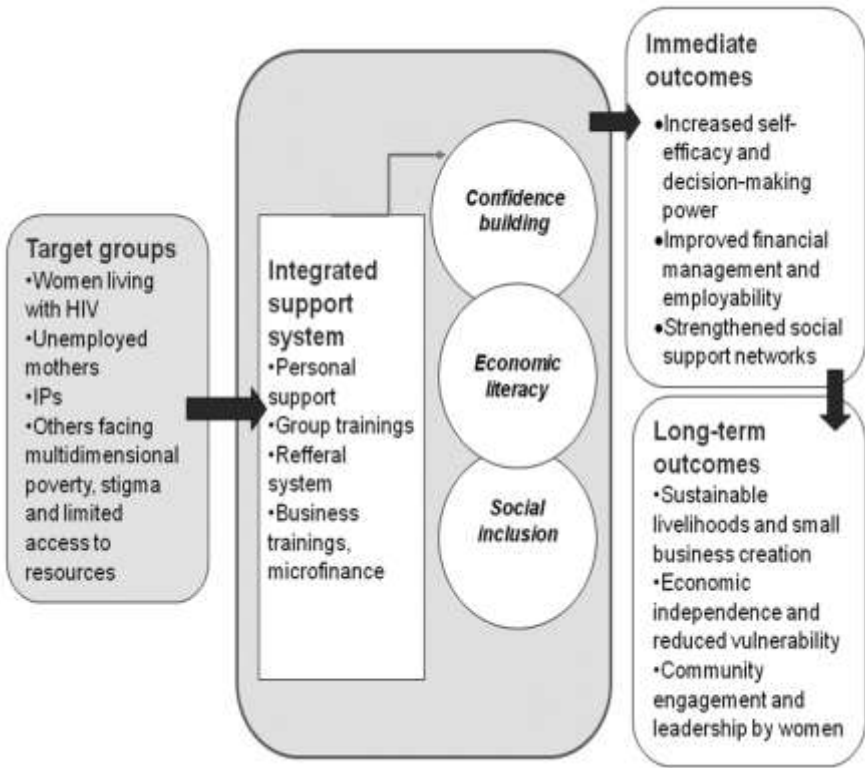 Target groups
•Women living
with HIV
•Unemployed
mothers
•IPs
•Others facing
multidimensional
poverty, stigma
and limited
access to
resources
Integrated
support
system
•Personal
support
•Group trainings
•Refferal
system
•Business
trainings,
microfinance
Confidence
building
Economic
literacy
Social
inclusion
Immediate
outcomes
•Increased self-
efficacy and
decision-making
power
•Improved financial
management and
employability
•Strengthened social
support networks
Long-term
outcomes
•Sustainable
livelihoods and small
business creation
•Economic
independence and
reduced vulnerability
•Community
engagement and
leadership by women